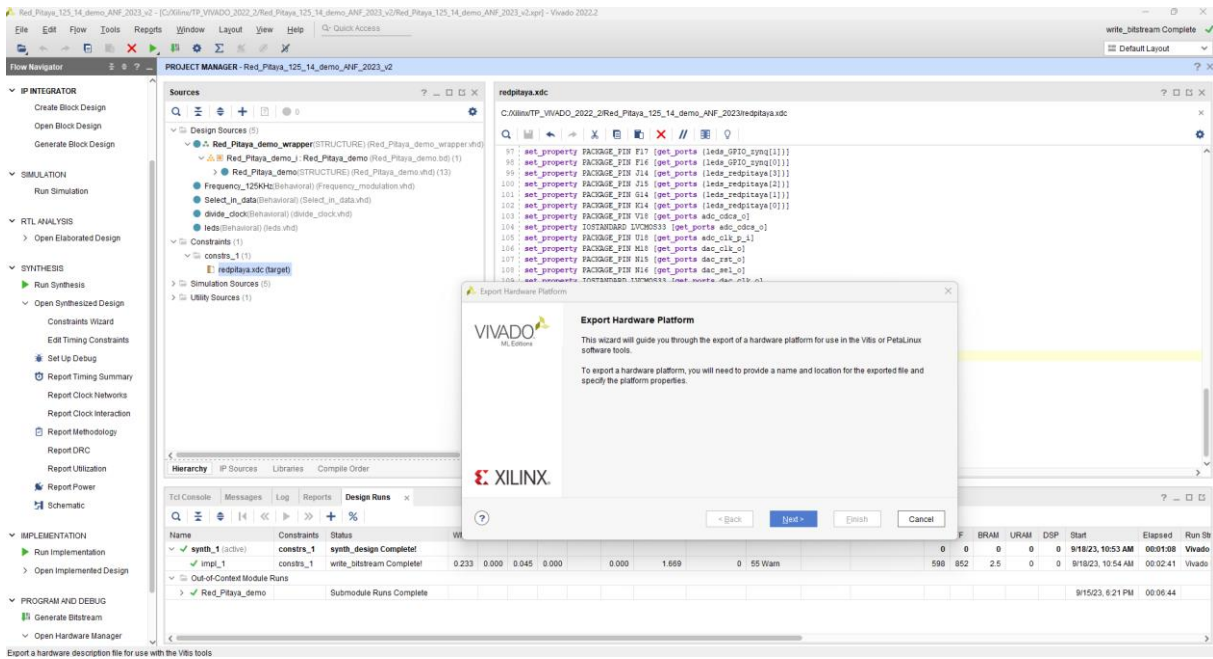 Red_Pitaya_125_14_demo_ANF_2023_v2 - [C:/Xilinx/TP_VIVADO_2022_2/Red_Pitaya_125_14_demo_ANF_2023_v2/Red_Pitaya_125_14_demo_ANF_2023_v2.xpr] - Vivado 2022.2
File Edit Flow Tools Reports Window Layout View Help Quick Access
write_bitstream Complete
Default Layout
Flow Navigator
PROJECT MANAGER - Red_Pitaya_125_14_demo_ANF_2023_v2
IP INTEGRATOR
Create Block Design
Open Block Design
Generate Block Design
SIMULATION
Run Simulation
RTL ANALYSIS
Open Elaborated Design
SYNTHESIS
Run Synthesis
Open Synthesized Design
Constraints Wizard
Edit Timing Constraints
Set Up Debug
Report Timing Summary
Report Clock Networks
Report Clock Interaction
Report Methodology
Report DRC
Report Utilization
Report Power
Schematic
IMPLEMENTATION
Run Implementation
Open Implemented Design
PROGRAM AND DEBUG
Generate Bitstream
Open Hardware Manager
Sources
0
Design Sources (5)
Red_Pitaya_demo_wrapper(STRUCTURE) (Red_Pitaya_demo_wrapper.vhd)
Red_Pitaya_demo_i : Red_Pitaya_demo (Red_Pitaya_demo.bd) (1)
Red_Pitaya_demo(STRUCTURE) (Red_Pitaya_demo.vhd) (13)
Frequency_125KHz(Behavioral) (Frequency_modulation.vhd)
Select_in_data(Behavioral) (Select_in_data.vhd)
divide_clock(Behavioral) (divide_clock.vhd)
leds(Behavioral) (leds.vhd)
Constraints (1)
constrs_1 (1)
redpitaya.xdc (target)
Simulation Sources (5)
Utility Sources (1)
Hierarchy IP Sources Libraries Compile Order
redpitaya.xdc
C:/Xilinx/TP_VIVADO_2022_2/Red_Pitaya_125_14_demo_ANF_2023/redpitaya.xdc
97 set_property PACKAGE_PIN F17 [get_ports {leds_GPIO_zynq[1]}]
98 set_property PACKAGE_PIN F16 [get_ports {leds_GPIO_zynq[0]}]
99 set_property PACKAGE_PIN J14 [get_ports {leds_redpitaya[3]}]
100 set_property PACKAGE_PIN J15 [get_ports {leds_redpitaya[2]}]
101 set_property PACKAGE_PIN G14 [get_ports {leds_redpitaya[1]}]
102 set_property PACKAGE_PIN K14 [get_ports {leds_redpitaya[0]}]
103 set_property PACKAGE_PIN V18 [get_ports adc_cdcs_o]
104 set_property IOSTANDARD LVCMOS33 [get_ports adc_cdcs_o]
105 set_property PACKAGE_PIN U18 [get_ports adc_clk_p_i]
106 set_property PACKAGE_PIN M18 [get_ports dac_clk_o]
107 set_property PACKAGE_PIN N15 [get_ports dac_rst_o]
108 set_property PACKAGE_PIN N16 [get_ports dac_sel_o]
109 set_property IOSTANDARD LVCMOS33 [get_ports dac_clk_o]
Export Hardware Platform
VIVADO
ML Editions
XILINX
Export Hardware Platform
This wizard will guide you through the export of a hardware platform for use in the Vitis or PetaLinux
software tools.
To export a hardware platform, you will need to provide a name and location for the exported file and
specify the platform properties.
< Back Next > Finish Cancel
Tcl Console Messages Log Reports Design Runs
Name Constraints Status BRAM URAM DSP Start Elapsed
synth_1 (active) constrs_1 synth_design Complete! 0 0 0 0 0 9/18/23, 10:53 AM 00:01:08 Vivado
impl_1 constrs_1 write_bitstream Complete! 0.233 0.000 0.045 0.000 0.000 1.669 0 55 Warn 598 852 2.5 0 0 9/18/23, 10:54 AM 00:02:41 Vivado
Out-of-Context Module Runs
Red_Pitaya_demo Submodule Runs Complete 9/15/23, 6:21 PM 00:06:44
Export a hardware description file for use with the Vitis tools